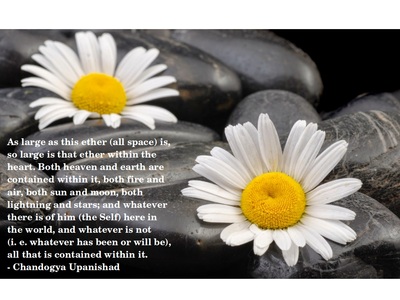 As large as this ether (all space) is,
so large is that ether within the
heart. Both heaven and earth are
contained within it, both fire and
air, both sun and moon, both
lightning and stars; and whatever
there is of him (the Self) here in
the world, and whatever is not
(i. e. whatever has been or will be),
all that is contained within it.
- Chandogya Upanishad